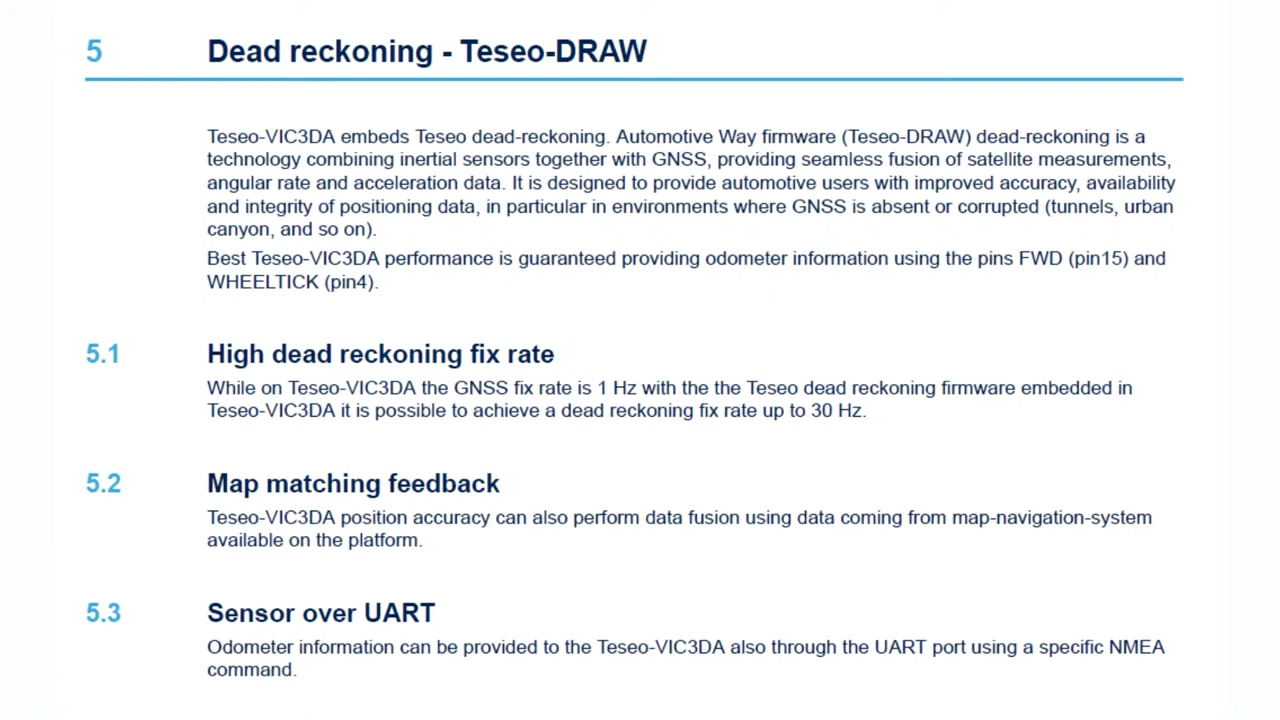 5 Dead reckoning - Teseo-DRAW
Teseo-VIC3DA embeds Teseo dead-reckoning. Automotive Way firmware (Teseo-DRAW) dead-reckoning is a
technology combining inertial sensors together with GNSS, providing seamless fusion of satellite measurements,
angular rate and acceleration data. It is designed to provide automotive users with improved accuracy, availability
and integrity of positioning data, in particular in environments where GNSS is absent or corrupted (tunnels, urban
canyon, and so on).
Best Teseo-VIC3DA performance is guaranteed providing odometer information using the pins FWD (pin15) and
WHEELTICK (pin4).
5.1 High dead reckoning fix rate
While on Teseo-VIC3DA the GNSS fix rate is 1 Hz with the the Teseo dead reckoning firmware embedded in
Teseo-VIC3DA it is possible to achieve a dead reckoning fix rate up to 30 Hz.
5.2 Map matching feedback
Teseo-VIC3DA position accuracy can also perform data fusion using data coming from map-navigation-system
available on the platform.
5.3 Sensor over UART
Odometer information can be provided to the Teseo-VIC3DA also through the UART port using a specific NMEA
command.